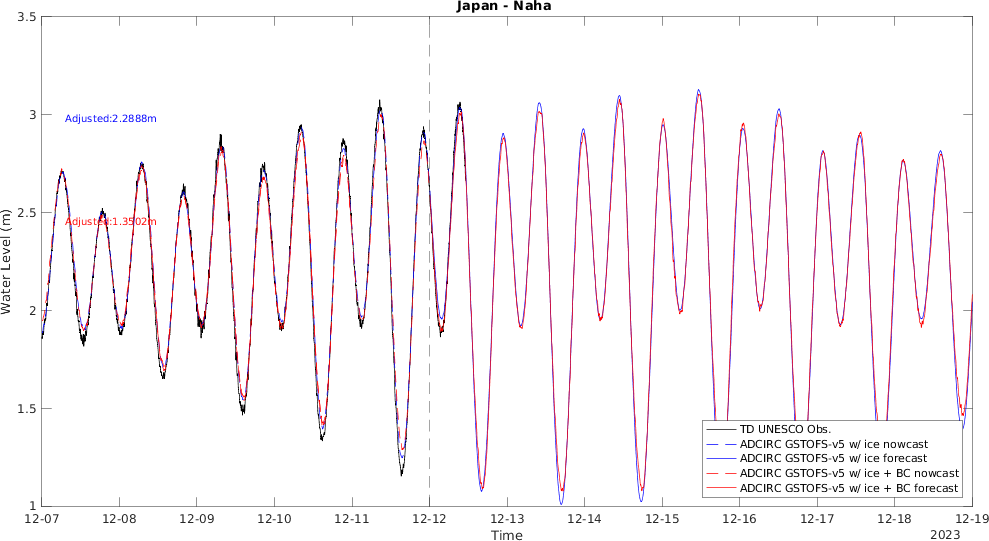 Japan - Naha
3.5
3
2.5
2
1.5
1
Water Level (m)
Adjusted:2.2888m
Adjusted:1.3502m
TD UNESCO Obs.
ADCIRC GSTOFS-v5 w/ ice nowcast
ADCIRC GSTOFS-v5 w/ ice forecast
ADCIRC GSTOFS-v5 w/ ice + BC nowcast
ADCIRC GSTOFS-v5 w/ ice + BC forecast
12-07 12-08 12-09 12-10 12-11 12-12 12-13 12-14 12-15 12-16 12-17 12-18 12-19
Time
2023